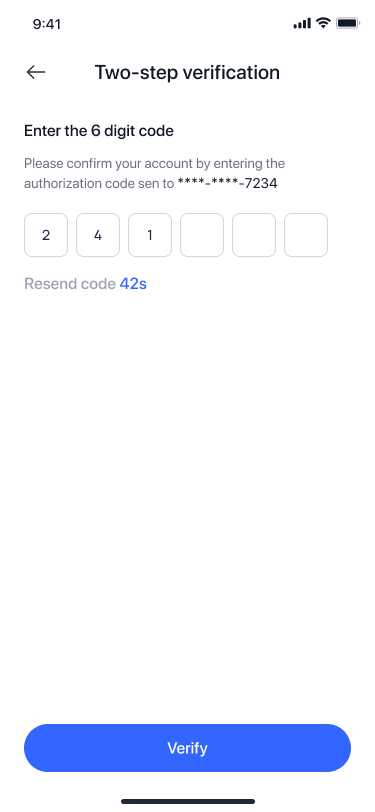 9:41
Two-step verification
Enter the 6 digit code
Please confirm your account by entering the
authorization code sen to ****-****-7234
2 4 1
Resend code 42s
Verify